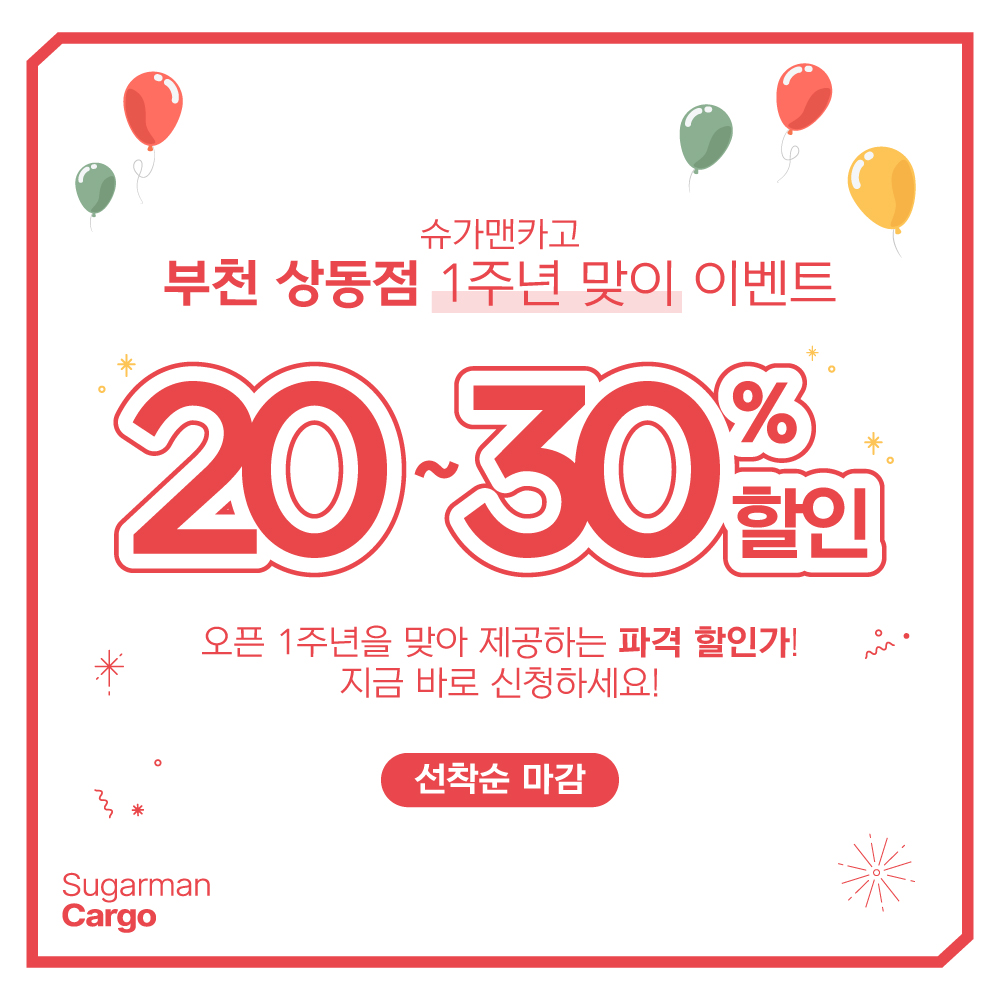 슈가맨카고
부천 상동점 1주년 맞이 이벤트
20~30% 할인
오픈 1주년을 맞아 제공하는 파격 할인가!
지금 바로 신청하세요!
선착순 마감
Sugarman
Cargo